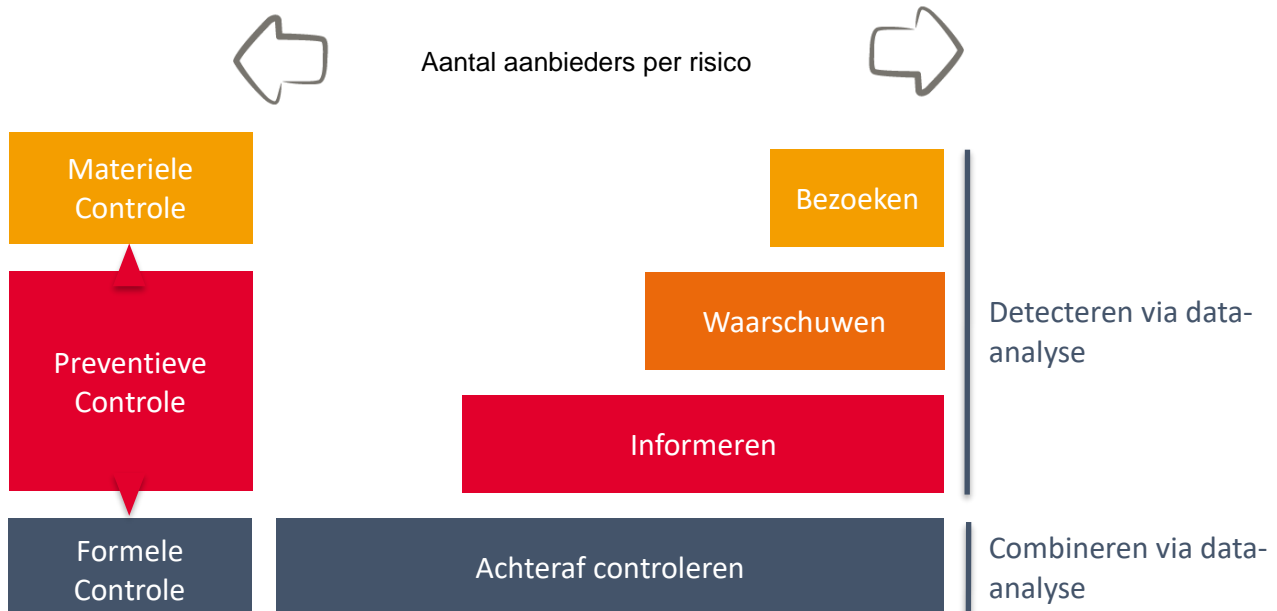 Aantal aanbieders per risico
Materiele
Controle
Bezoeken
Waarschuwen
Detecteren via data-
analyse
Preventieve
Controle
Informeren
Formele
Controle
Achteraf controleren
Combineren via data-
analyse